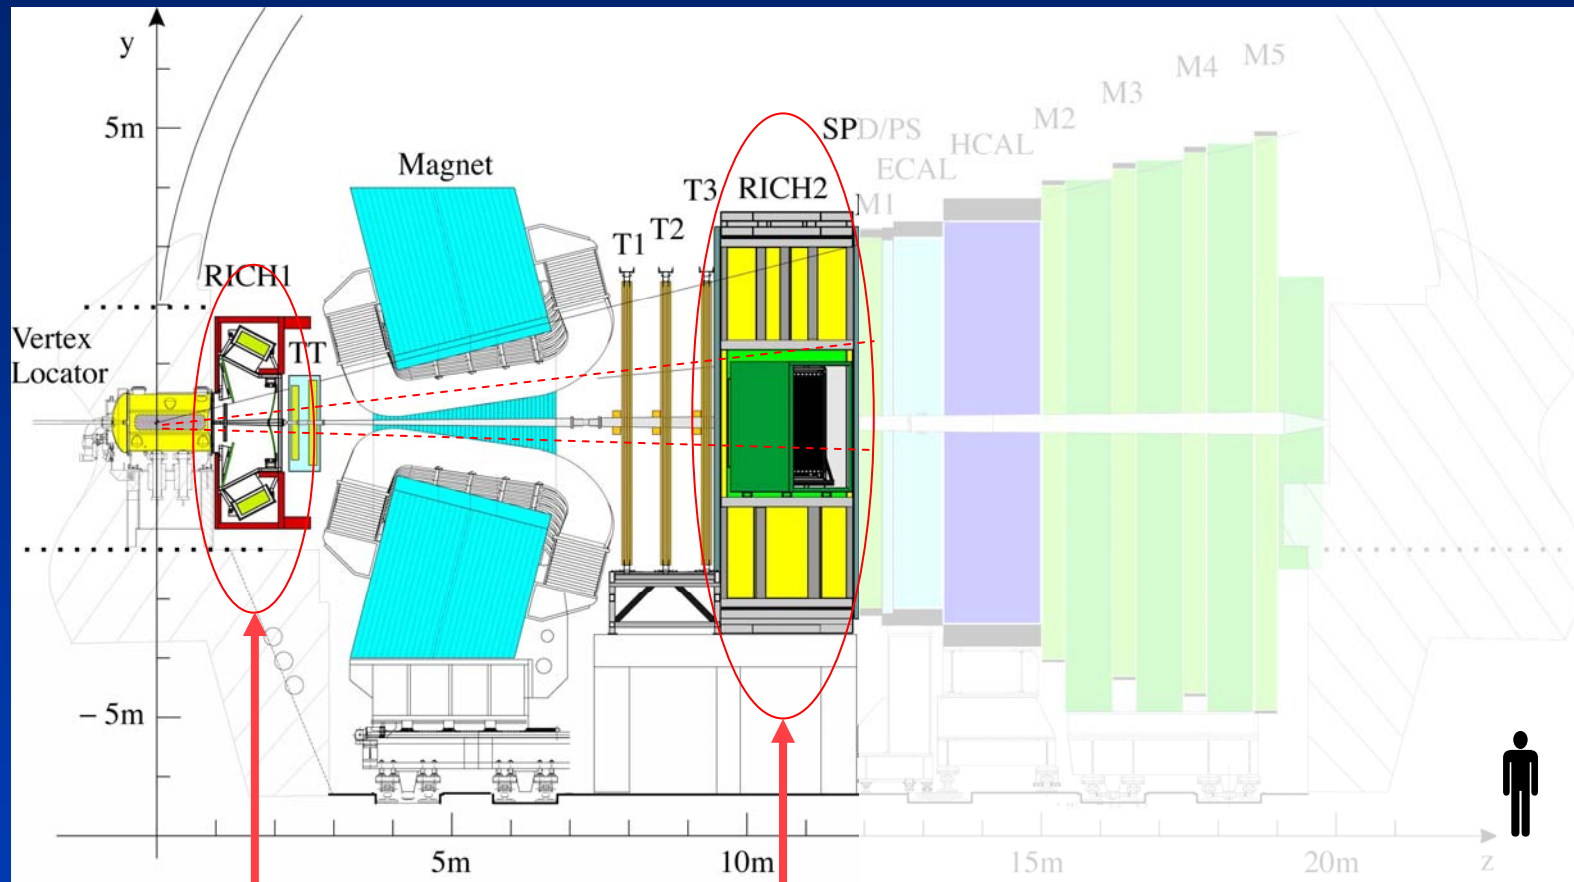 y
5m
Magnet
SPD/PS
HCAL
ECAL
M1
M2
M3
M4
M5
T3
RICH2
T2
T1
RICH1
TT
Vertex
Locator
− 5m
5m
10m
15m
20m
z